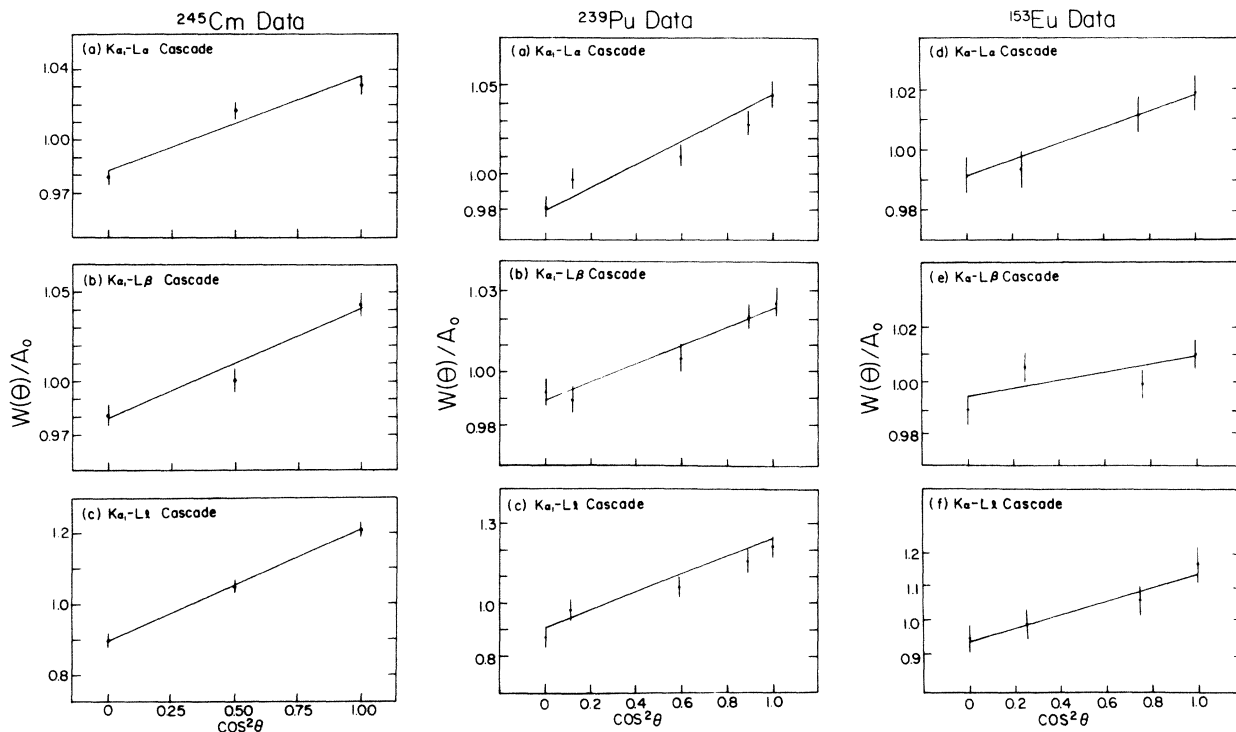 ²⁴⁵Cm Data
(a) Kα₁-Lα Cascade
1.04
1.00
0.97
(b) Kα₁-Lβ Cascade
1.05
1.00
0.97
W(θ)/A₀
(c) Kα₁-Lℓ Cascade
1.2
1.0
0.8
0 0.25 0.50 0.75 1.00
COS²θ
²³⁹Pu Data
(a) Kα₁-Lα Cascade
1.05
1.00
0.98
(b) Kα₁-Lβ Cascade
1.03
1.00
0.98
W(θ)/A₀
(c) Kα₁-Lℓ Cascade
1.3
1.0
0.8
0 0.2 0.4 0.6 0.8 1.0
COS²θ
¹⁵³Eu Data
(d) Kα-Lα Cascade
1.02
1.00
0.98
(e) Kα-Lβ Cascade
1.02
1.00
0.98
W(θ)/A₀
(f) Kα-Lℓ Cascade
1.2
1.1
1.0
0.9
0 0.2 0.4 0.6 0.8 1.0
COS²θ